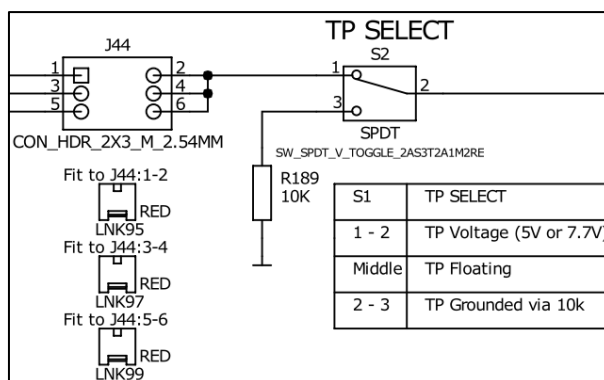 TP SELECT
J44
S2
1 2
3 4
5 6
1
2
3
CON_HDR_2X3_M_2.54MM
SPDT
SW_SPDT_V_TOGGLE_2AS3T2A1M2RE
Fit to J44:1-2
RED
LNK95
R189
10K
Fit to J44:3-4
RED
LNK97
Fit to J44:5-6
RED
LNK99
S1 TP SELECT
1 - 2 TP Voltage (5V or 7.7V)
Middle TP Floating
2 - 3 TP Grounded via 10k